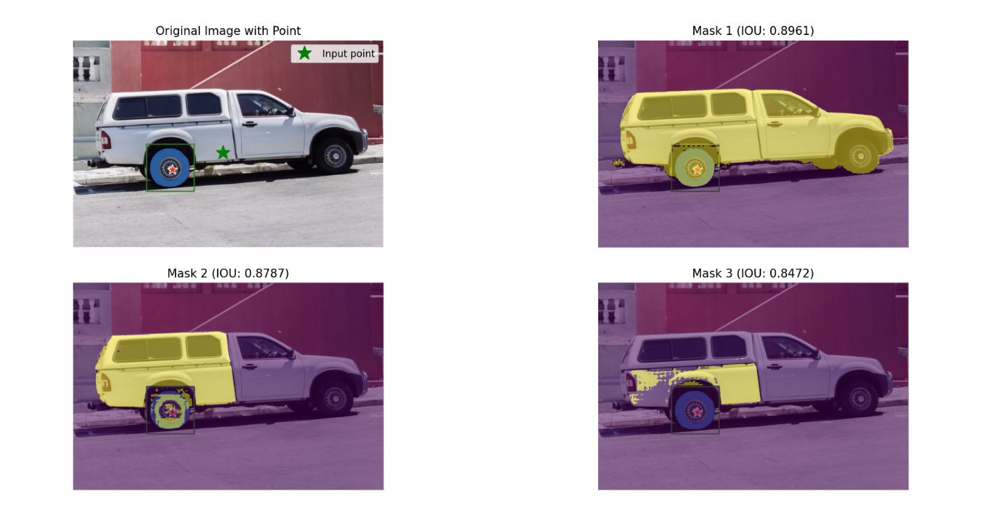 Original Image with Point
Input point
Mask 1 (IOU: 0.8961)
Mask 2 (IOU: 0.8787)
Mask 3 (IOU: 0.8472)